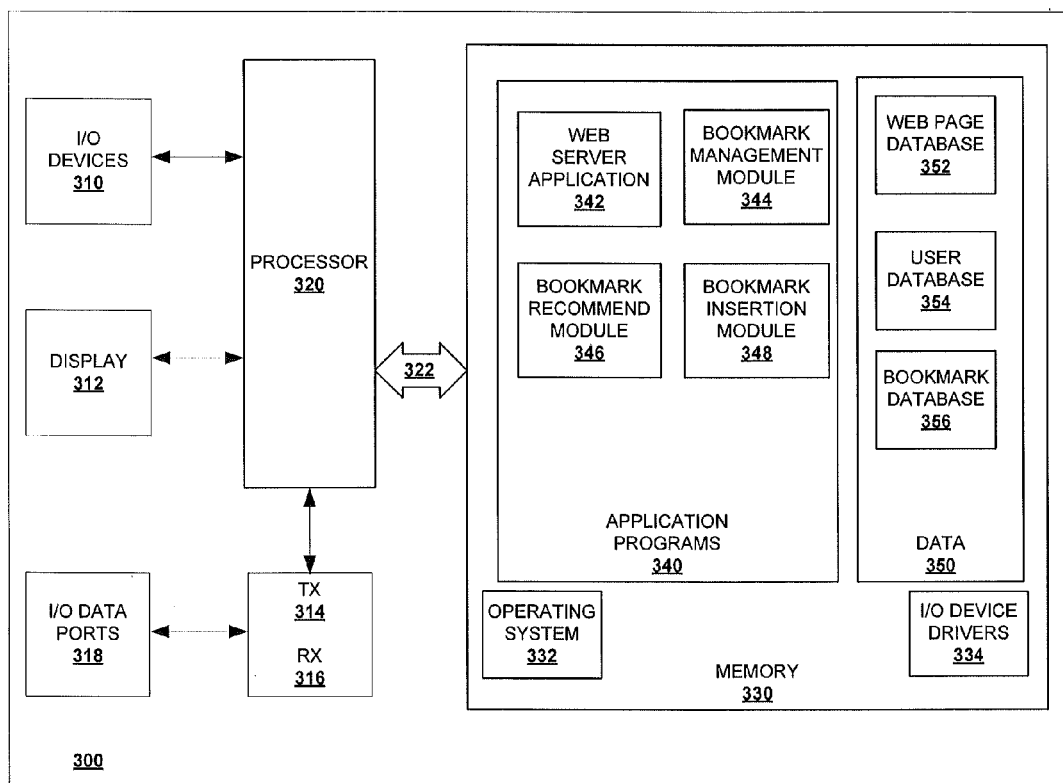 I/O
DEVICES
310
DISPLAY
312
I/O DATA
PORTS
318
300
PROCESSOR
320
TX
314
RX
316
322
WEB
SERVER
APPLICATION
342
BOOKMARK
MANAGEMENT
MODULE
344
BOOKMARK
RECOMMEND
MODULE
346
BOOKMARK
INSERTION
MODULE
348
APPLICATION
PROGRAMS
340
WEB PAGE
DATABASE
352
USER
DATABASE
354
BOOKMARK
DATABASE
356
DATA
350
OPERATING
SYSTEM
332
MEMORY
330
I/O DEVICE
DRIVERS
334